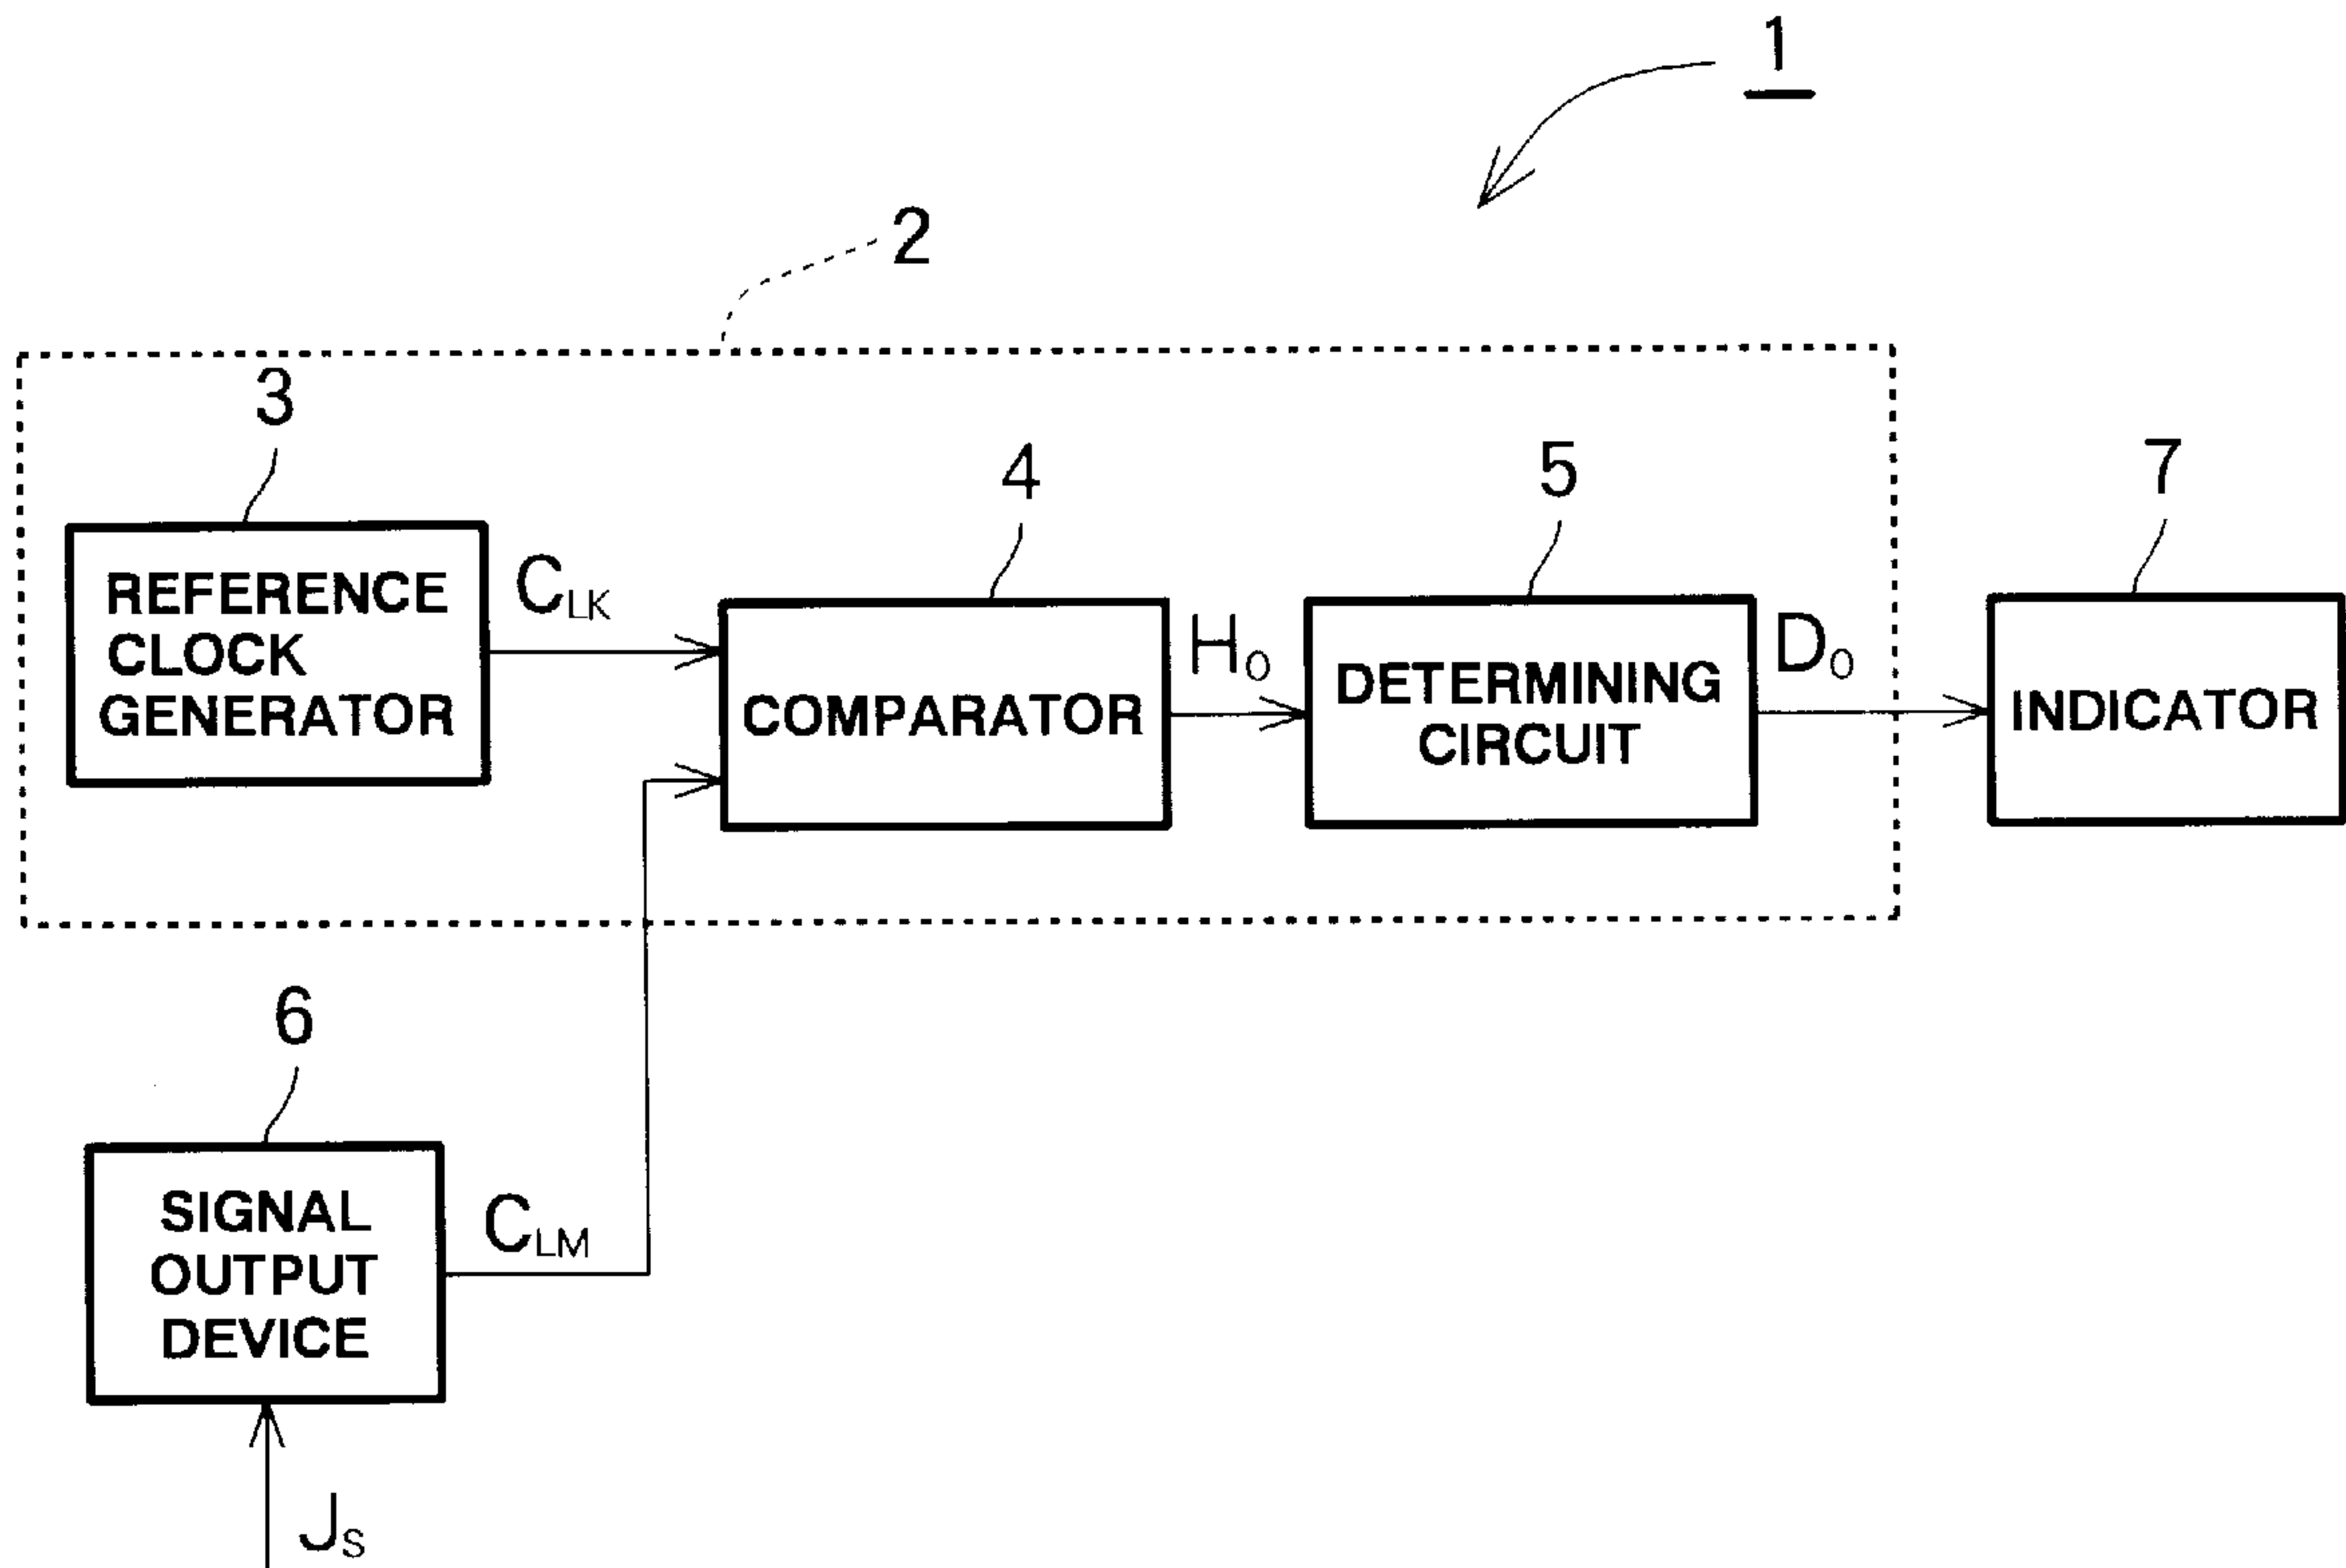 1
2
3
4
5
7
REFERENCE
CLOCK
GENERATOR
CLK
COMPARATOR
HO
DETERMINING
CIRCUIT
DO
INDICATOR
6
SIGNAL
OUTPUT
DEVICE
CLM
JS